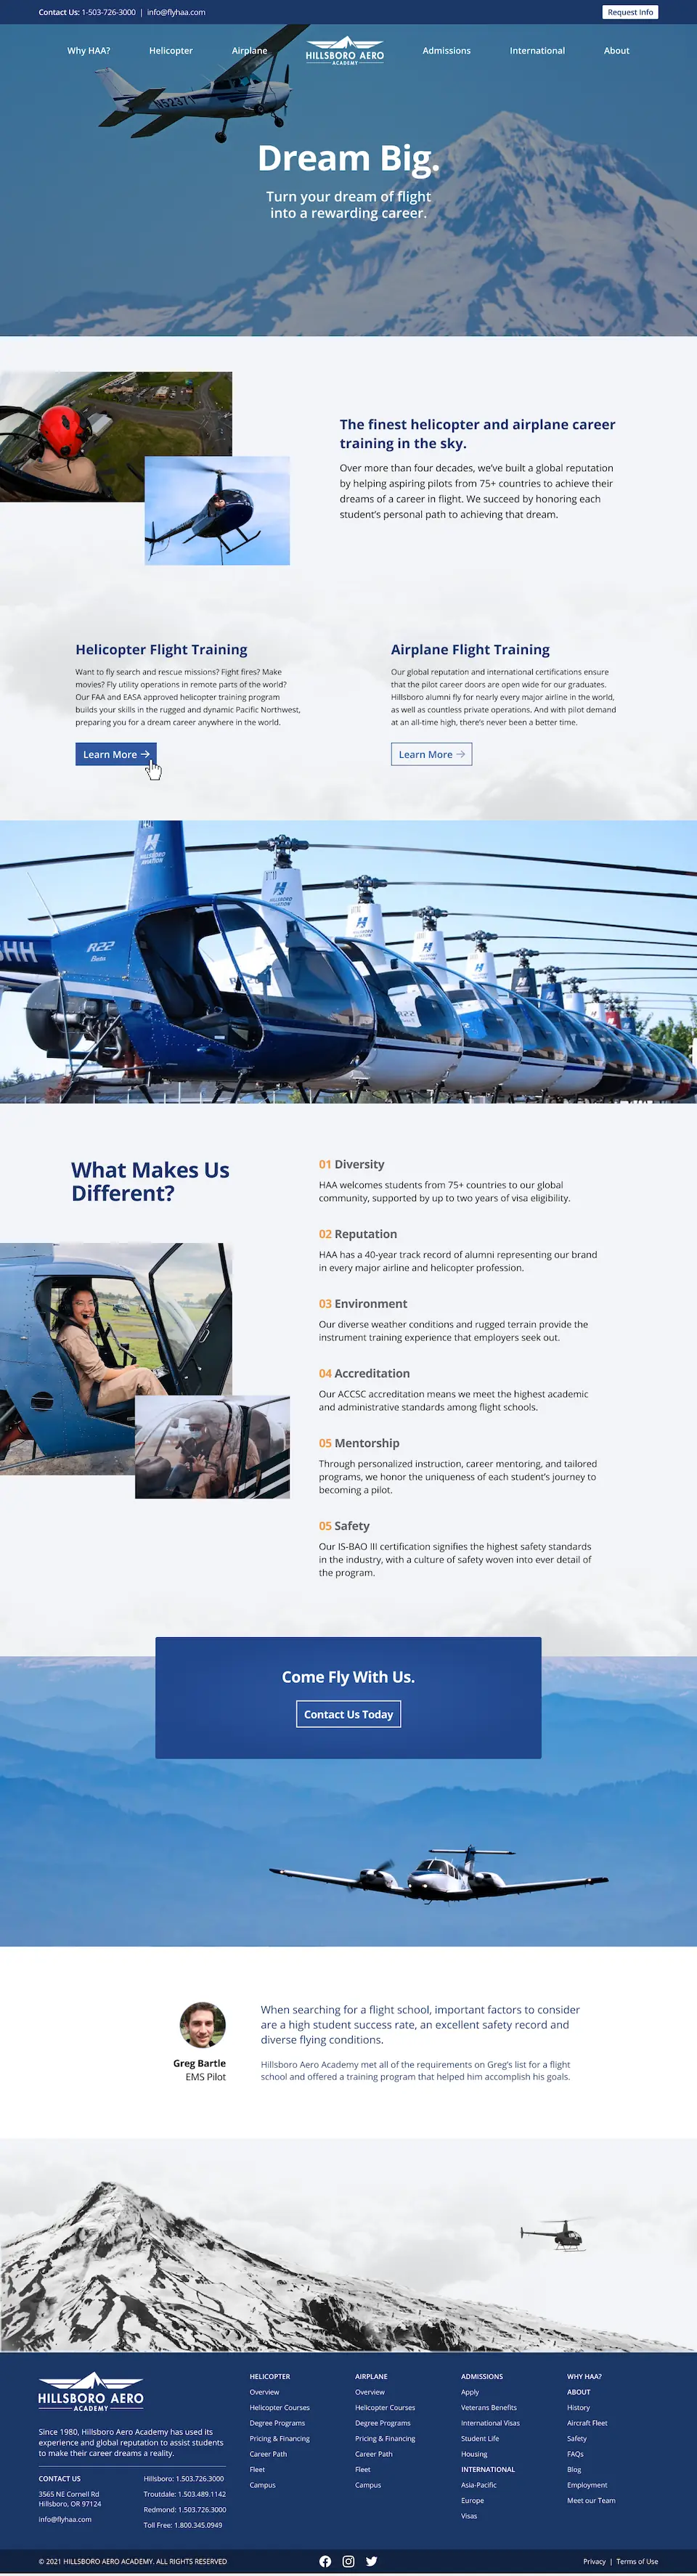 Contact Us: 1-503-726-3000 | info@flyhaa.com
Request Info
Why HAA?
Helicopter
Airplane
HILLSBORO AERO
ACADEMY
Admissions
International
About
N52371
Dream Big.
Turn your dream of flight
into a rewarding career.
The finest helicopter and airplane career
training in the sky.
Over more than four decades, we've built a global reputation
by helping aspiring pilots from 75+ countries to achieve their
dreams of a career in flight. We succeed by honoring each
student's personal path to achieving that dream.
Helicopter Flight Training
Want to fly search and rescue missions? Fight fires? Make
movies? Fly utility operations in remote parts of the world?
Our FAA and EASA approved helicopter training program
builds your skills in the rugged and dynamic Pacific Northwest,
preparing you for a dream career anywhere in the world.
Learn More →
Airplane Flight Training
Our global reputation and international certifications ensure
that the pilot career doors are open wide for our graduates.
Hillsboro alumni fly for nearly every major airline in the world,
as well as countless private operations. And with pilot demand
at an all-time high, there's never been a better time.
Learn More →
HILLSBORO
AVIATION
H
HILLSBORO
AVIATION
HH
R22
Beta
R22
What Makes Us
Different?
01 Diversity
HAA welcomes students from 75+ countries to our global
community, supported by up to two years of visa eligibility.
02 Reputation
HAA has a 40-year track record of alumni representing our brand
in every major airline and helicopter profession.
03 Environment
Our diverse weather conditions and rugged terrain provide the
instrument training experience that employers seek out.
04 Accreditation
Our ACCSC accreditation means we meet the highest academic
and administrative standards among flight schools.
05 Mentorship
Through personalized instruction, career mentoring, and tailored
programs, we honor the uniqueness of each student's journey to
becoming a pilot.
05 Safety
Our IS-BAO III certification signifies the highest safety standards
in the industry, with a culture of safety woven into ever detail of
the program.
Come Fly With Us.
Contact Us Today
Greg Bartle
EMS Pilot
When searching for a flight school, important factors to consider
are a high student success rate, an excellent safety record and
diverse flying conditions.
Hillsboro Aero Academy met all of the requirements on Greg's list for a flight
school and offered a training program that helped him accomplish his goals.
HILLSBORO AERO
ACADEMY
Since 1980, Hillsboro Aero Academy has used its
experience and global reputation to assist students
to make their career dreams a reality.
CONTACT US
3565 NE Cornell Rd
Hillsboro, OR 97124
info@flyhaa.com
Hillsboro: 1.503.726.3000
Troutdale: 1.503.489.1142
Redmond: 1.503.726.3000
Toll Free: 1.800.345.0949
HELICOPTER
Overview
Helicopter Courses
Degree Programs
Pricing & Financing
Career Path
Fleet
Campus
AIRPLANE
Overview
Helicopter Courses
Degree Programs
Pricing & Financing
Career Path
Fleet
Campus
ADMISSIONS
Apply
Veterans Benefits
International Visas
Student Life
Housing
INTERNATIONAL
Asia-Pacific
Europe
Visas
WHY HAA?
ABOUT
History
Aircraft Fleet
Safety
FAQs
Blog
Employment
Meet our Team
© 2021 HILLSBORO AERO ACADEMY. ALL RIGHTS RESERVED
Privacy | Terms of Use